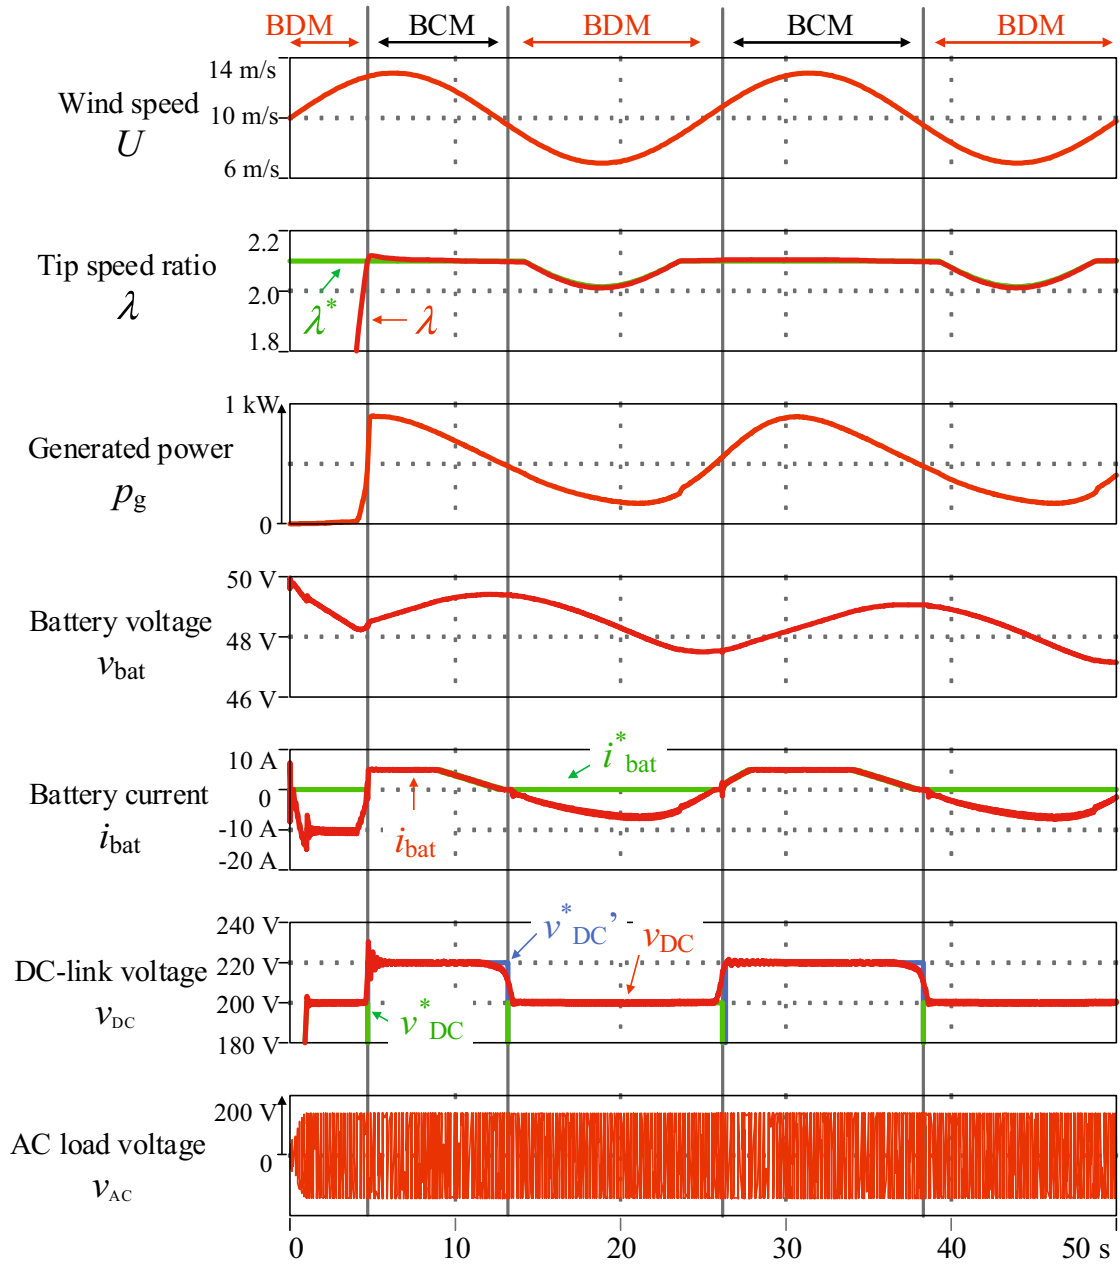 BDM BCM BDM BCM BDM
14 m/s
Wind speed
10 m/s
U
6 m/s
2.2
Tip speed ratio
2.0
λ
λ* λ
1.8
1 kW
Generated power
pg
0
50 V
Battery voltage
48 V
vbat
46 V
10 A
i*bat
Battery current
0
ibat
-10 A
ibat
-20 A
240 V
v*DC’ vDC
DC-link voltage
220 V
vDC
200 V
v*DC
180 V
200 V
AC load voltage
0
vAC
0 10 20 30 40 50 s